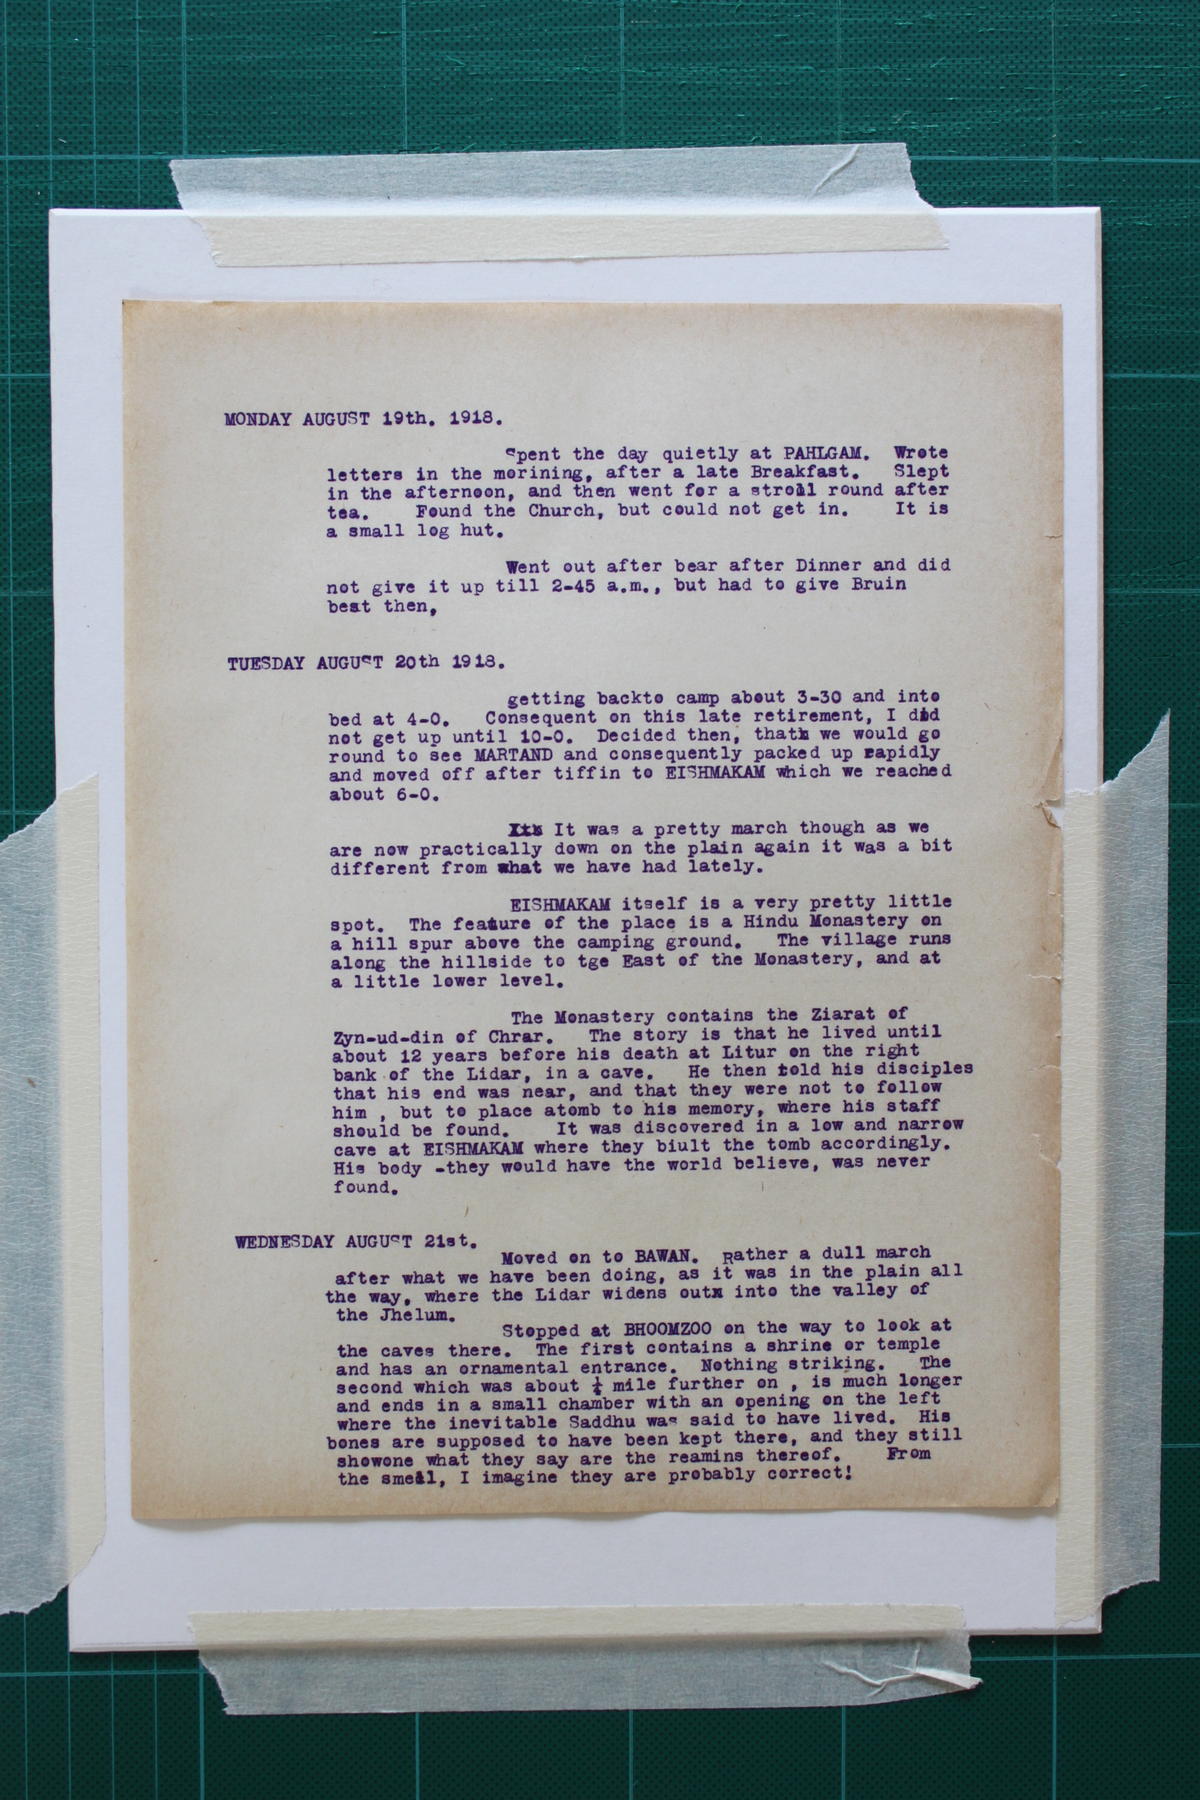 MONDAY AUGUST 19th. 1918.
Spent the day quietly at PAHLGAM. Wrote
letters in the morining, after a late Breakfast. Slept
in the afternoon, and then went for a stroll round after
tea. Found the Church, but could not get in. It is
a small log hut.
Went out after bear after Dinner and did
not give it up till 2-45 a.m., but had to give Bruin
best then,
TUESDAY AUGUST 20th 1918.
getting backto camp about 3-30 and into
bed at 4-0. Consequent on this late retirement, I did
not get up until 10-0. Decided then, thatx we would go
round to see MARTAND and consequently packed up rapidly
and moved off after tiffin to EISHMAKAM which we reached
about 6-0.
It was a pretty march though as we
are now practically down on the plain again it was a bit
different from what we have had lately.
EISHMAKAM itself is a very pretty little
spot. The feature of the place is a Hindu Monastery on
a hill spur above the camping ground. The village runs
along the hillside to tge East of the Monastery, and at
a little lower level.
The Monastery contains the Ziarat of
Zyn-ud-din of Chrar. The story is that he lived until
about 12 years before his death at Litur on the right
bank of the Lidar, in a cave. He then told his disciples
that his end was near, and that they were not to follow
him , but to place atomb to his memory, where his staff
should be found. It was discovered in a low and narrow
cave at EISHMAKAM where they biult the tomb accordingly.
His body -they would have the world believe, was never
found.
WEDNESDAY AUGUST 21st.
Moved on to BAWAN. Rather a dull march
after what we have been doing, as it was in the plain all
the way, where the Lidar widens outx into the valley of
the Jhelum.
Stopped at BHOOMZOO on the way to look at
the caves there. The first contains a shrine or temple
and has an ornamental entrance. Nothing striking. The
second which was about ¼ mile further on , is much longer
and ends in a small chamber with an opening on the left
where the inevitable Saddhu was said to have lived. His
bones are supposed to have been kept there, and they still
showone what they say are the reamins thereof. From
the smell, I imagine they are probably correct!